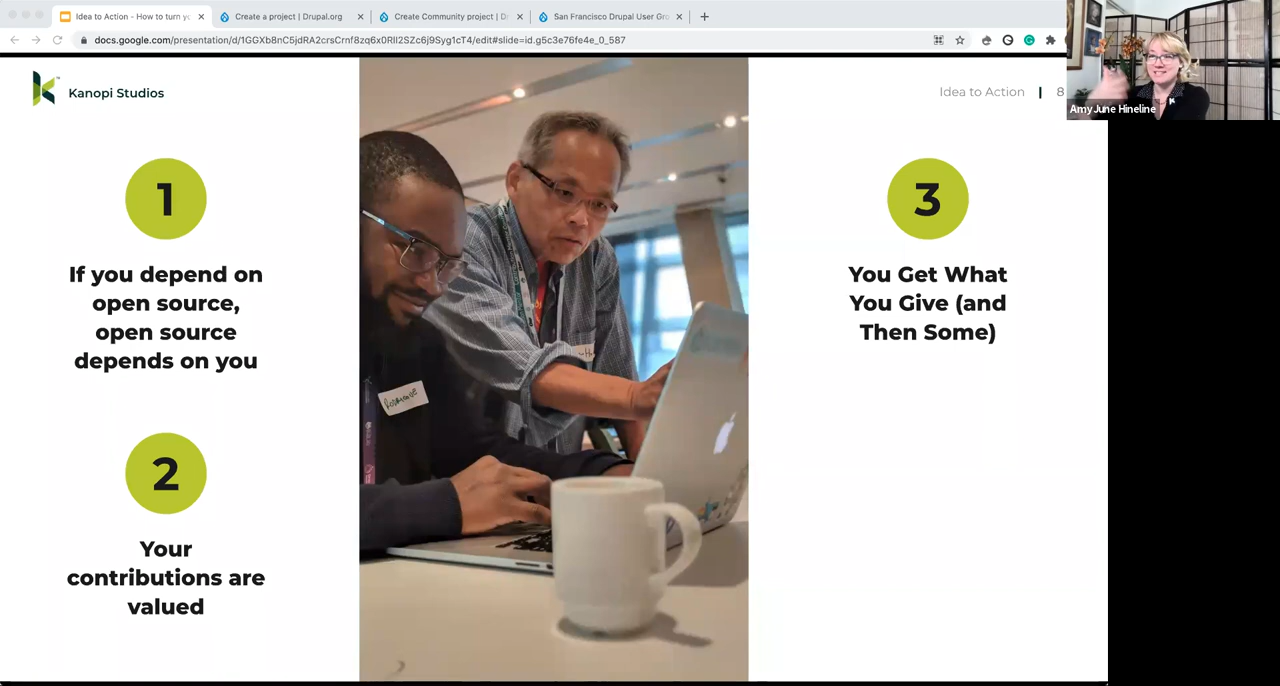 Idea to Action - How to turn yo
Create a project | Drupal.org
Create Community project | D
San Francisco Drupal User Gro
docs.google.com/presentation/d/1GGXb8nC5jdRA2crsCrnf8zq6x0RlI2SZc6j9Syg1cT4/edit#slide=id.g5c3e76fe4e_0_587
Kanopi Studios
Idea to Action | 8
Amy June Hineline
1
If you depend on
open source,
open source
depends on you
2
Your
contributions are
valued
3
You Get What
You Give (and
Then Some)